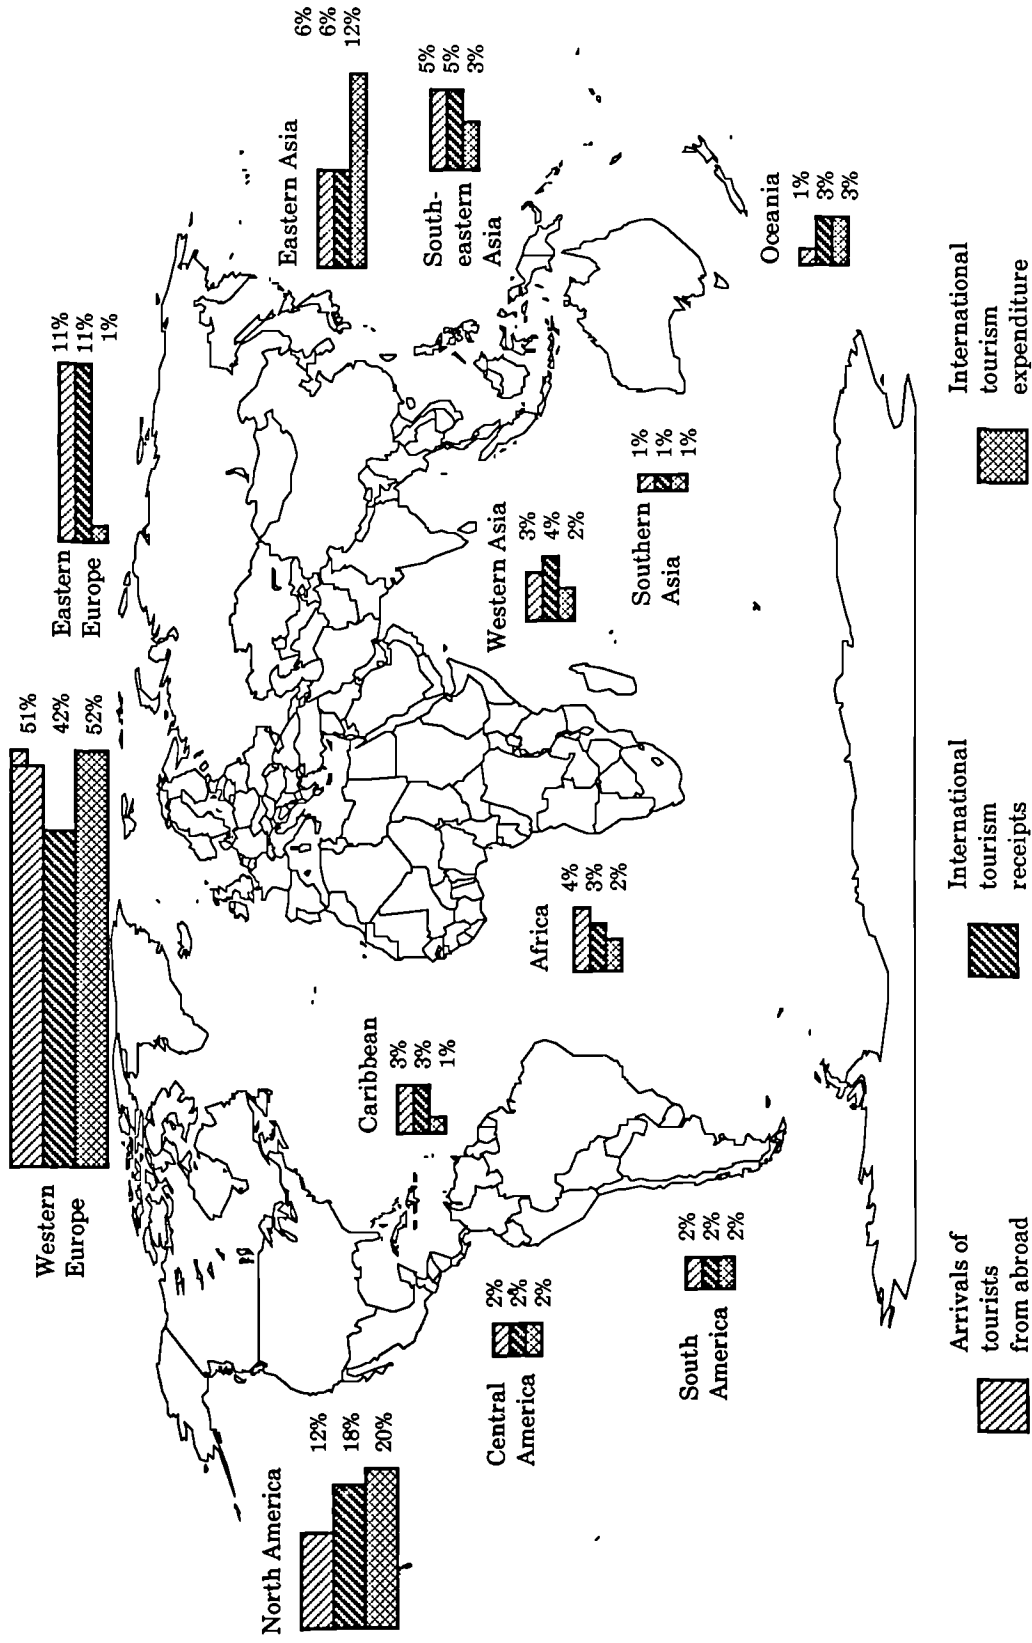 Western
Europe
51%
42%
52%
Eastern
Europe
11%
11%
1%
North America
12%
18%
20%
Eastern Asia
6%
6%
12%
Caribbean
3%
3%
1%
South-
eastern
Asia
5%
5%
3%
Central
America
2%
2%
2%
Africa
4%
3%
2%
Western Asia
3%
4%
2%
Southern
Asia
1%
1%
1%
South
America
2%
2%
2%
Oceania
1%
3%
3%
Arrivals of
tourists
from abroad
International
tourism
receipts
International
tourism
expenditure